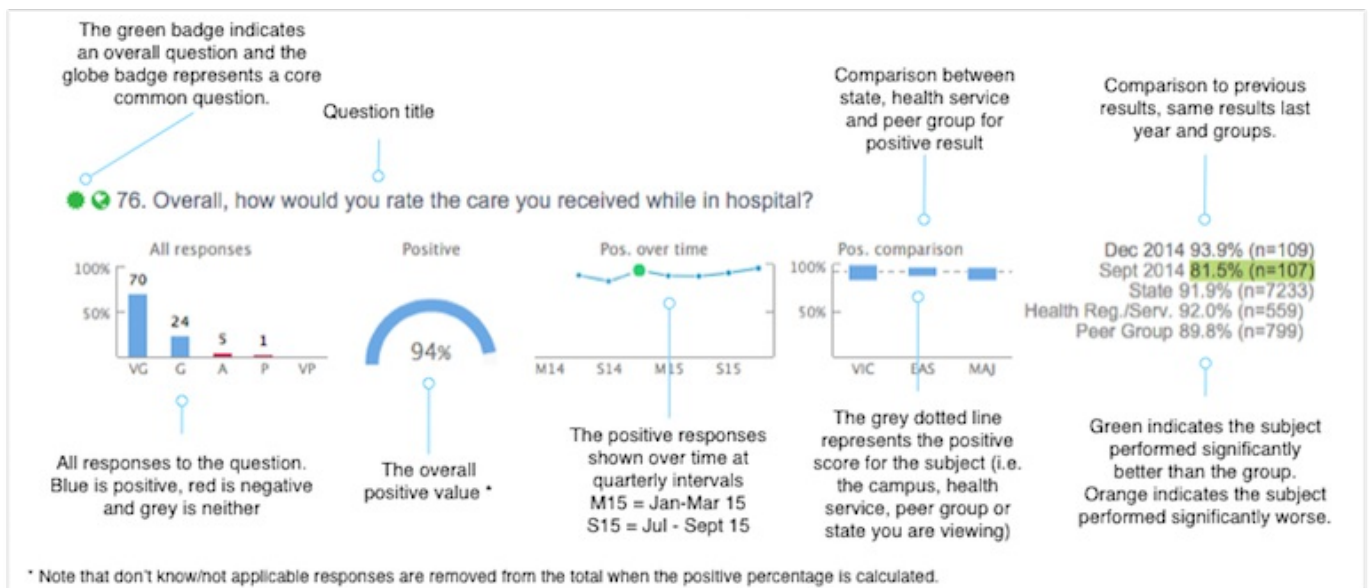 The green badge indicates
an overall question and the
globe badge represents a core
common question.
Question title
Comparison between
state, health service
and peer group for
positive result
Comparison to previous
results, same results last
year and groups.
76. Overall, how would you rate the care you received while in hospital?
All responses
100%
50%
70
24
5
1
VG
G
A
P
VP
Positive
94%
Pos. over time
M14
S14
M15
S15
Pos. comparison
100%
50%
VIC
EAS
MAJ
Dec 2014 93.9% (n=109)
Sept 2014 81.5% (n=107)
State 91.9% (n=7233)
Health Reg./Serv. 92.0% (n=559)
Peer Group 89.8% (n=799)
All responses to the question.
Blue is positive, red is negative
and grey is neither
The overall
positive value *
The positive responses
shown over time at
quarterly intervals
M15 = Jan-Mar 15
S15 = Jul - Sept 15
The grey dotted line
represents the positive
score for the subject (i.e.
the campus, health
service, peer group or
state you are viewing)
Green indicates the subject
performed significantly
better than the group.
Orange indicates the subject
performed significantly worse.
* Note that don't know/not applicable responses are removed from the total when the positive percentage is calculated.